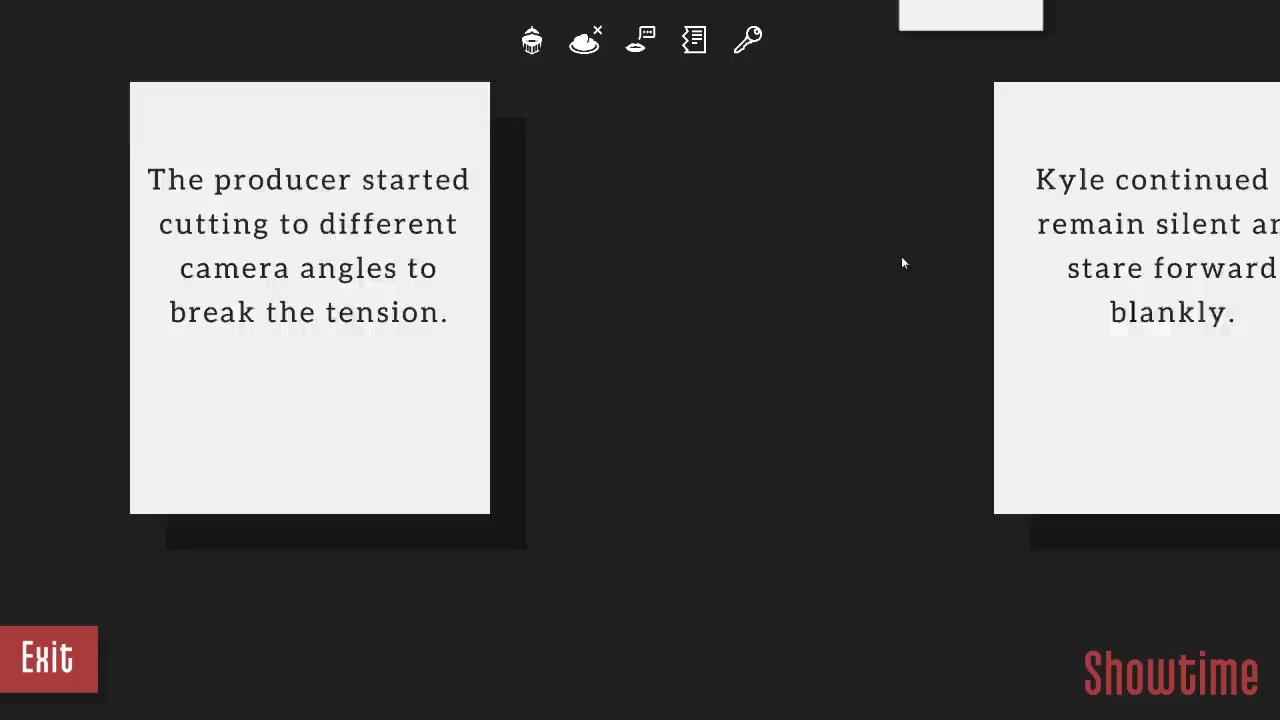 The producer started
cutting to different
camera angles to
break the tension.
Kyle continued
remain silent
stare forward
blankly.
Exit
Showtime